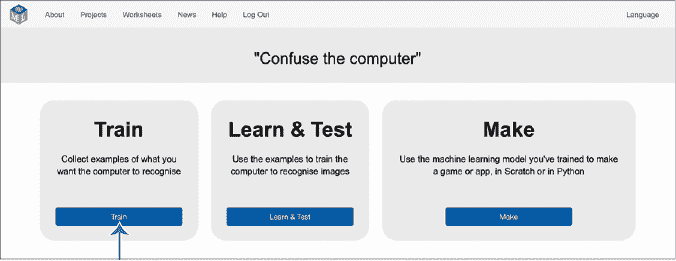 About Projects Worksheets News Help Log Out Language
"Confuse the computer"
Train
Collect examples of what you
want the computer to recognise
Train
Learn & Test
Use the examples to train the
computer to recognise images
Learn & Test
Make
Use the machine learning model you've trained to make
a game or app, in Scratch or in Python
Make